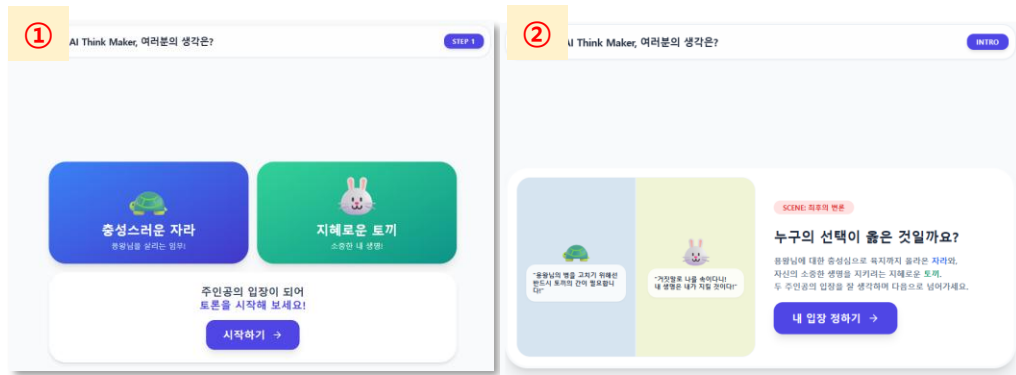 ①
AI Think Maker, 여러분의 생각은?
STEP 1
충성스러운 자라
용왕님을 살리는 임무!
지혜로운 토끼
소중한 내 생명!
주인공의 입장이 되어
토론을 시작해 보세요!
시작하기 →
②
AI Think Maker, 여러분의 생각은?
INTRO
"용왕님의 병을 고치기 위해선
반드시 토끼의 간이 필요합니
다!"
"거짓말로 나를 속이다니!
내 생명은 내가 지킬 것이다!"
SCENE: 최후의 변론
누구의 선택이 옳은 것일까요?
용왕님에 대한 충성심으로 육지까지 올라온 자라와,
자신의 소중한 생명을 지키려는 지혜로운 토끼.
두 주인공의 입장을 잘 생각하며 다음으로 넘어가세요.
내 입장 정하기 →